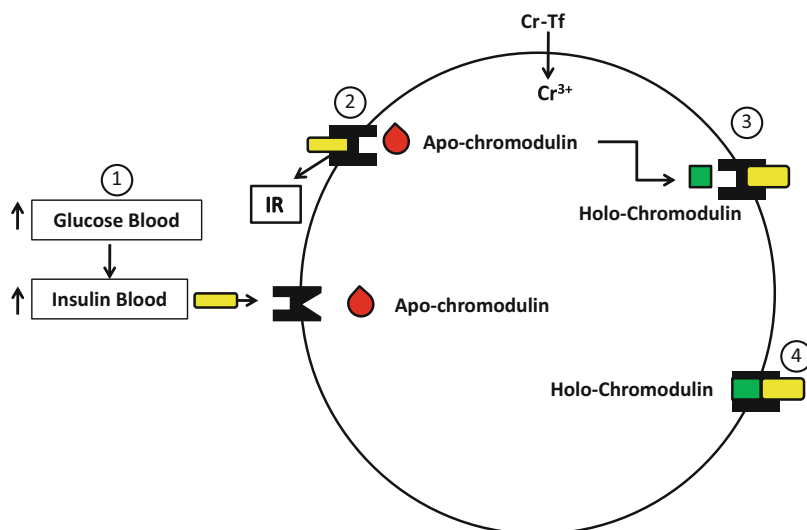 Cr-Tf
Cr³⁺
2
Apo-chromodulin
3
Holo-Chromodulin
1
IR
Glucose Blood
Insulin Blood
Apo-chromodulin
4
Holo-Chromodulin